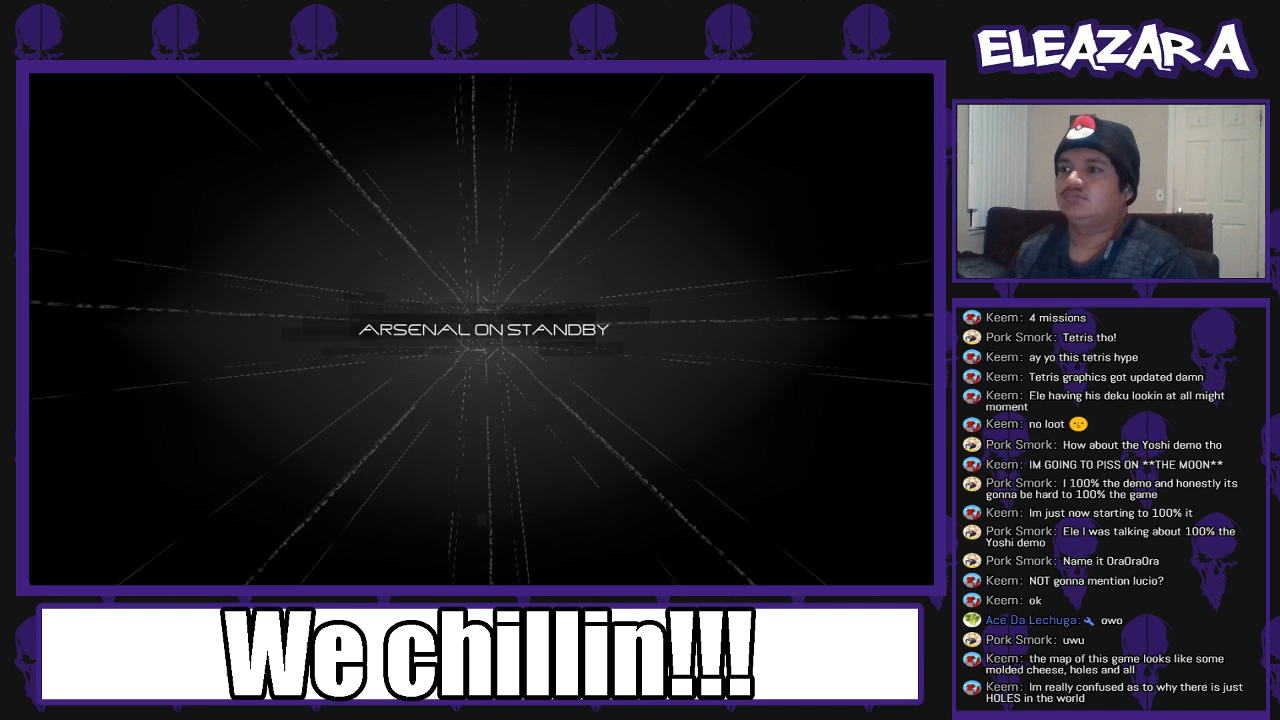 ELEAZAR A
ARSENAL ON STANDBY
Keem: 4 missions
Pork Smork: Tetris tho!
Keem: ay yo this tetris hype
Keem: Tetris graphics got updated damn
Keem: Ele having his deku lookin at all might
moment
Keem: no loot
Pork Smork: How about the Yoshi demo tho
Keem: IM GOING TO PISS ON **THE MOON**
Pork Smork: I 100% the demo and honestly its
gonna be hard to 100% the game
Keem: Im just now starting to 100% it
Pork Smork: Ele I was talking about 100% the
Yoshi demo
Pork Smork: Name it OraOraOra
Keem: NOT gonna mention lucio?
Keem: ok
Ace Da Lechuga: owo
Pork Smork: uwu
Keem: the map of this game looks like some
molded cheese, holes and all
Keem: Im really confused as to why there is just
HOLES in the world
We chillin!!!